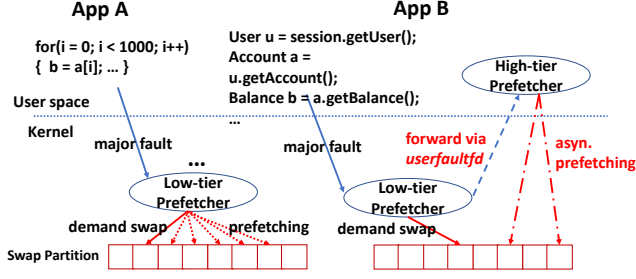 App A
App B
for(i = 0; i < 1000; i++)
{ b = a[i]; … }
User u = session.getUser();
Account a =
u.getAccount();
Balance b = a.getBalance();
…
High-tier
Prefetcher
User space
Kernel
major fault
…
major fault
forward via
userfaultfd
asyn.
prefetching
Low-tier
Prefetcher
Low-tier
Prefetcher
demand swap
prefetching
demand swap
Swap Partition